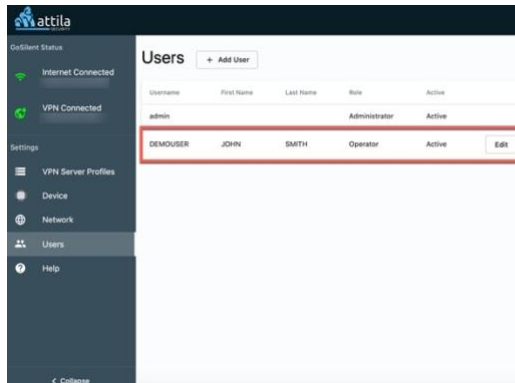 attila
SECURITY
GoSilent Status
Internet Connected
VPN Connected
Settings
VPN Server Profiles
Device
Network
Users
Help
< Collapse
Users
+ Add User
Username First Name Last Name Role Active
admin Administrator Active
DEMOUSER JOHN SMITH Operator Active Edit